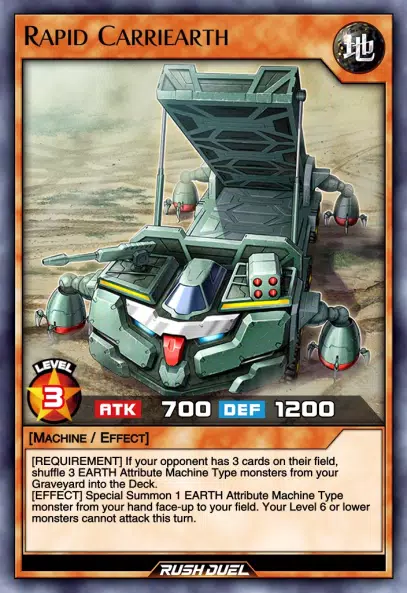 Rapid Carriearth
地
LEVEL
3
ATK 700 DEF 1200
[Machine / Effect]
[REQUIREMENT] If your opponent has 3 cards on their field,
shuffle 3 EARTH Attribute Machine Type monsters from your
Graveyard into the Deck.
[EFFECT] Special Summon 1 EARTH Attribute Machine Type
monster from your hand face-up to your field. Your Level 6 or lower
monsters cannot attack this turn.
RUSH DUEL